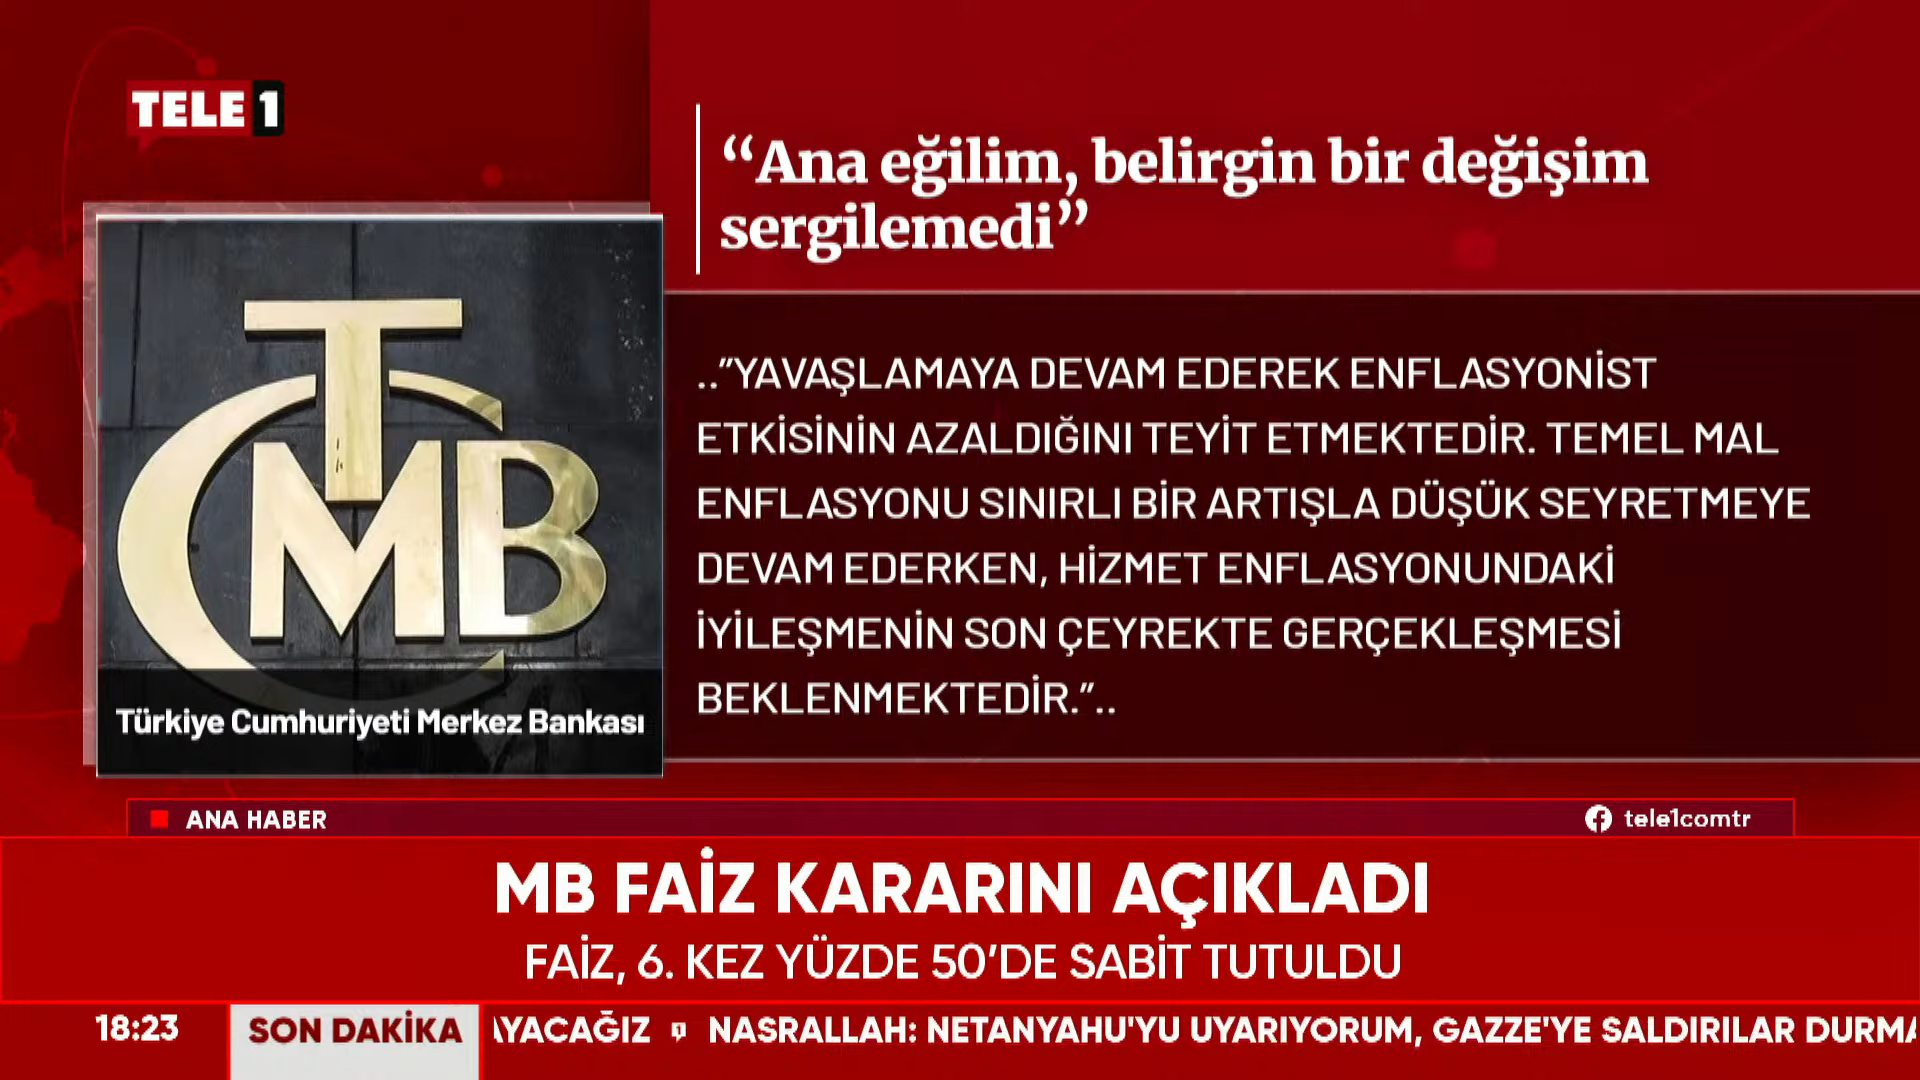 TELE1
“Ana eğilim, belirgin bir değişim
sergilemedi”
TCMB
Türkiye Cumhuriyeti Merkez Bankası
..”YAVAŞLAMAYA DEVAM EDEREK ENFLASYONİST
ETKİSİNİN AZALDIĞINI TEYİT ETMEKTEDİR. TEMEL MAL
ENFLASYONU SINIRLI BİR ARTIŞLA DÜŞÜK SEYRETMEYE
DEVAM EDERKEN, HİZMET ENFLASYONUNDAKİ
İYİLEŞMENİN SON ÇEYREKTE GERÇEKLEŞMESİ
BEKLENMEKTEDİR.”..
ANA HABER
tele1comtr
MB FAİZ KARARINI AÇIKLADI
FAİZ, 6. KEZ YÜZDE 50’DE SABİT TUTULDU
18:23 SON DAKİKA YACAĞIZ NASRALLAH: NETANYAHU'YU UYARIYORUM, GAZZE'YE SALDIRILAR DURM